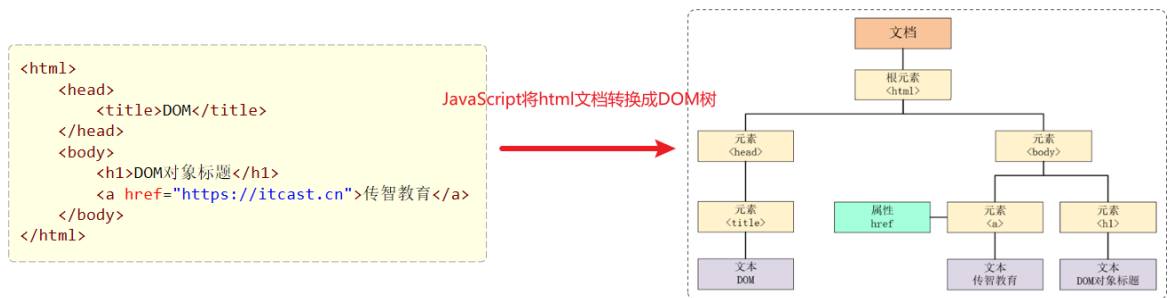 <html>
<head>
<title>DOM</title>
</head>
<body>
<h1>DOM对象标题</h1>
<a href="https://itcast.cn">传智教育</a>
</body>
</html>
JavaScript将html文档转换成DOM树
文档
根元素
<html>
元素
<head>
元素
<body>
元素
<title>
属性
href
元素
<a>
元素
<h1>
文本
DOM
文本
传智教育
文本
DOM对象标题